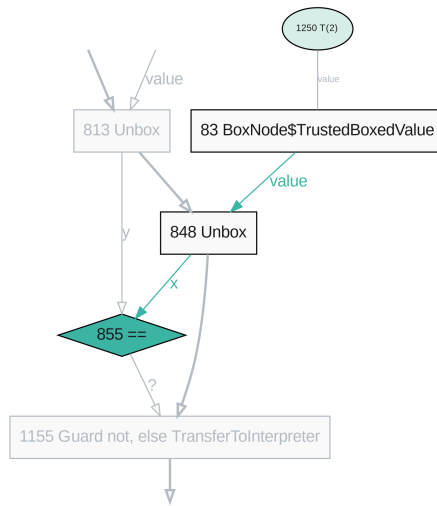 1250 T(2)
value
value
813 Unbox
83 BoxNode$TrustedBoxedValue
value
y
848 Unbox
x
855 ==
?
1155 Guard not, else TransferToInterpreter